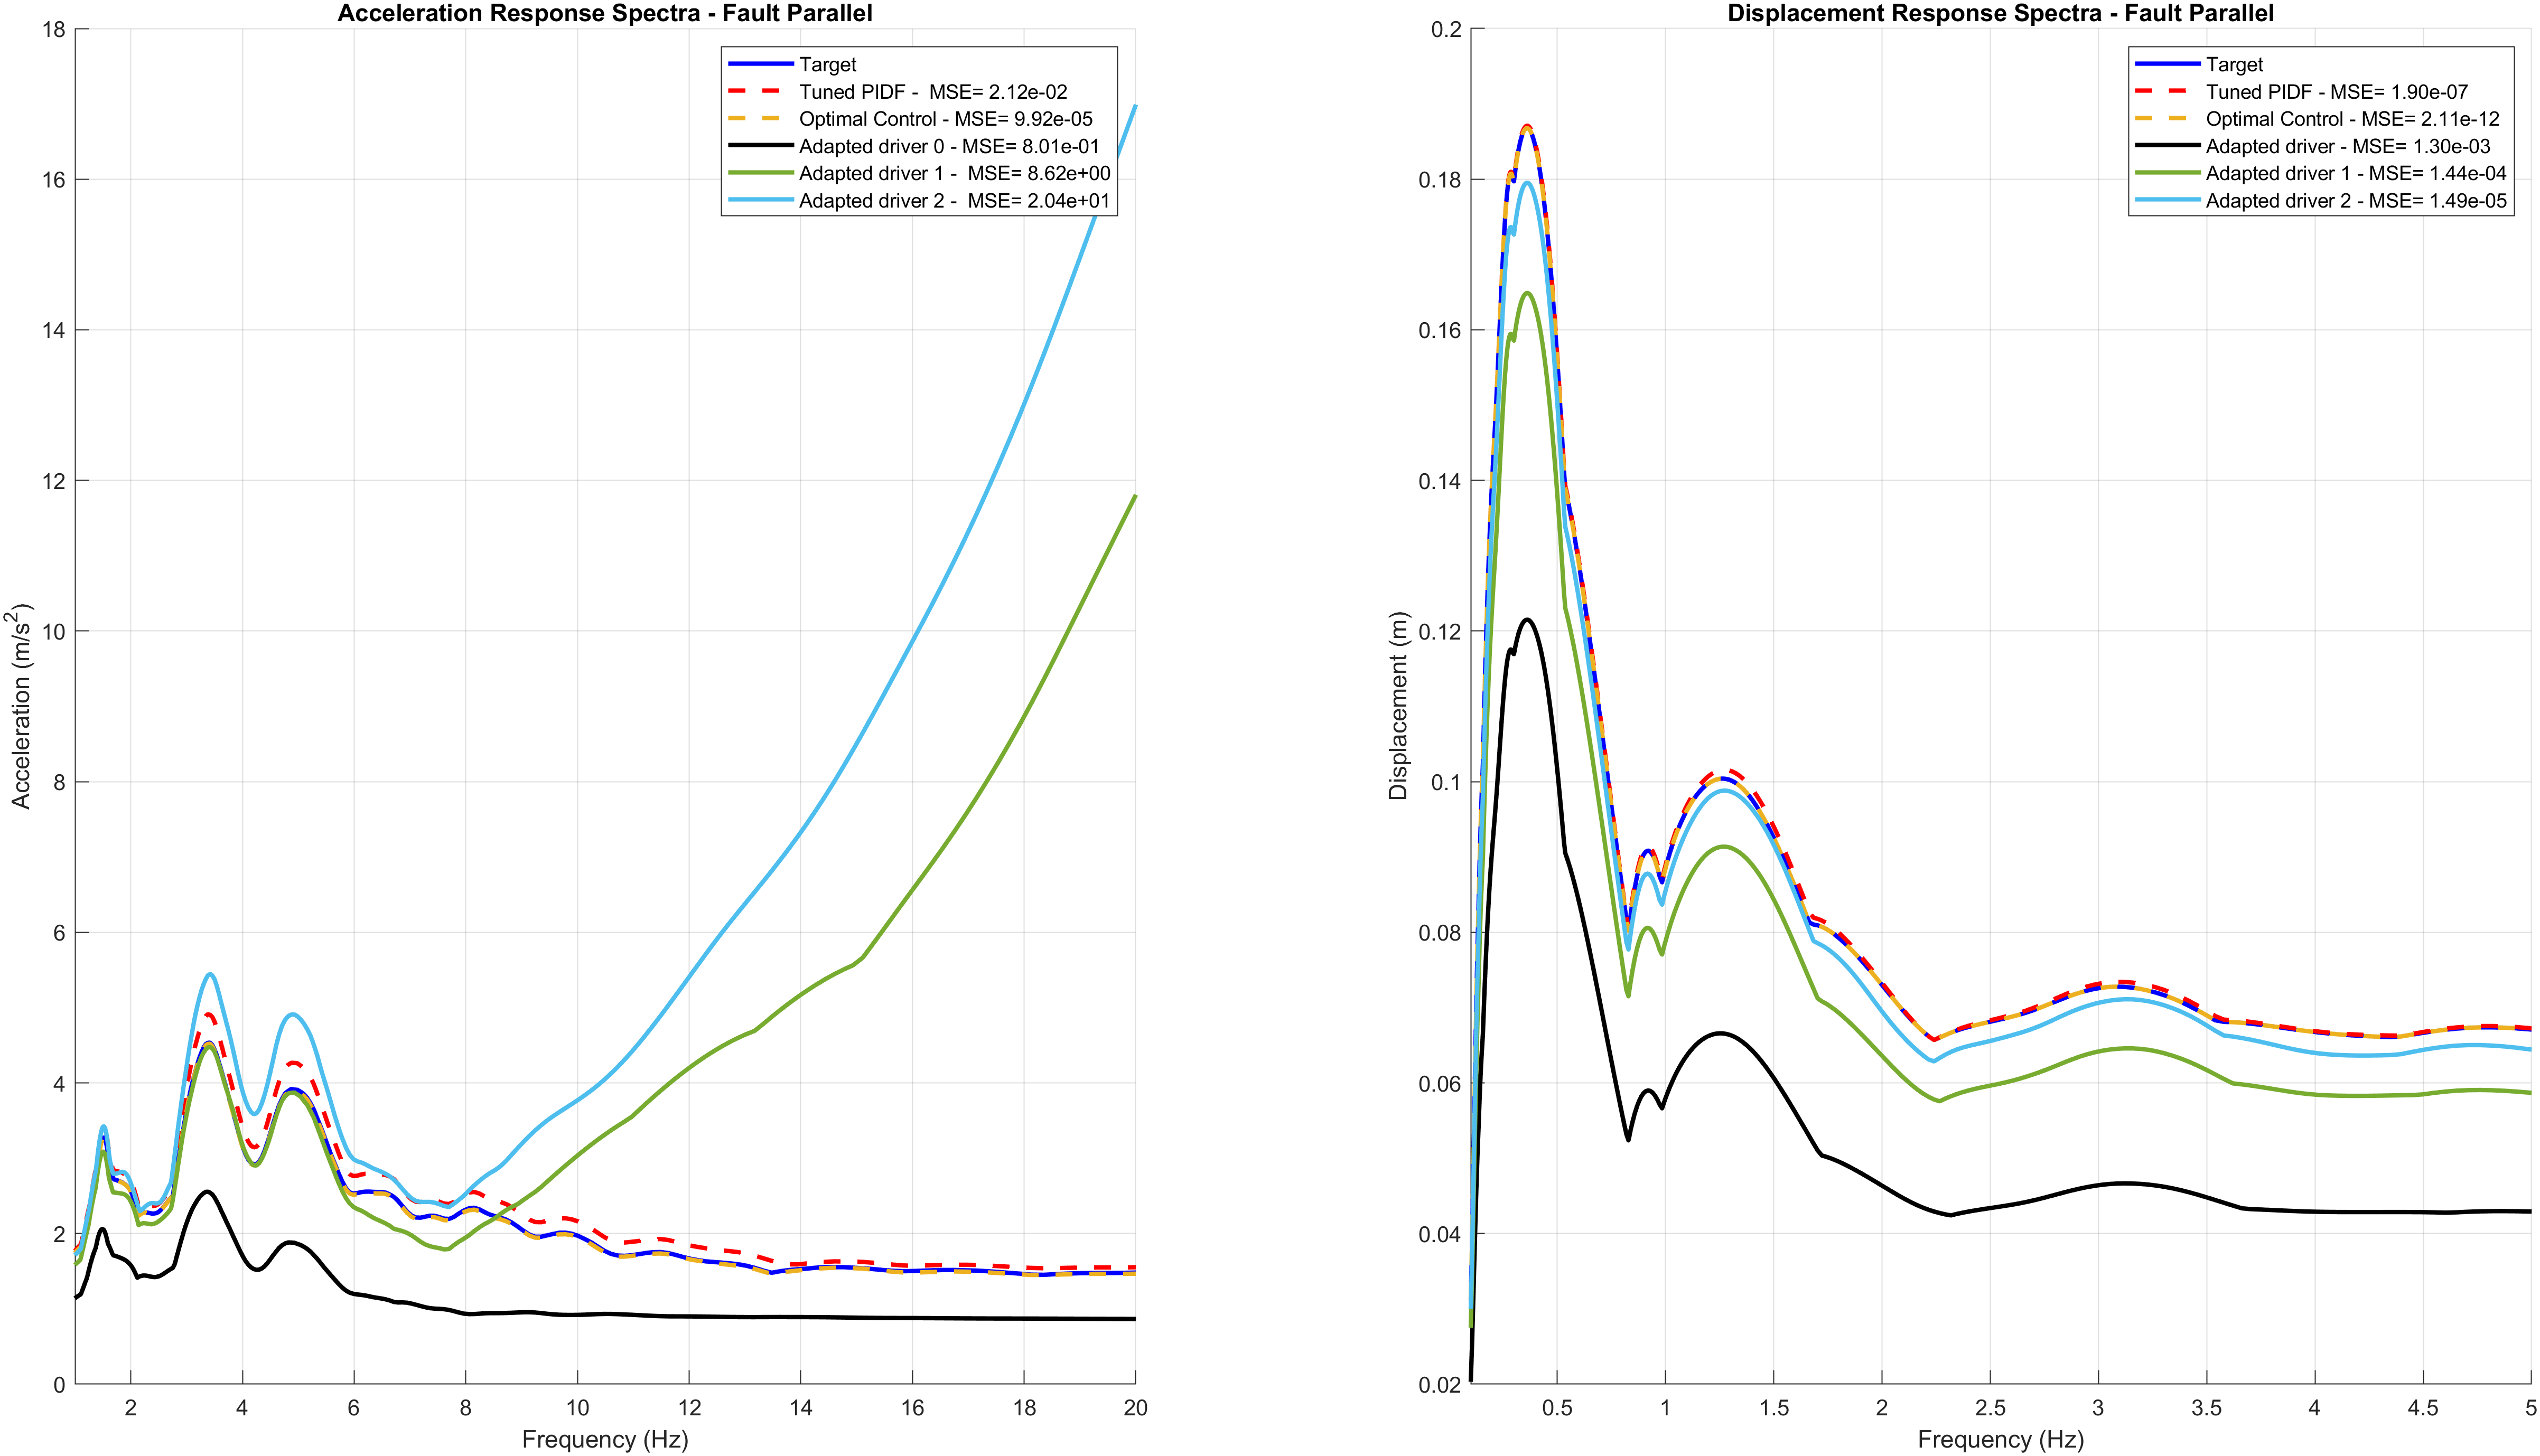 Acceleration Response Spectra - Fault Parallel
18
16
14
12
10
8
6
4
2
0
Acceleration (m/s2)
Target
Tuned PIDF -  MSE= 2.12e-02
Optimal Control - MSE= 9.92e-05
Adapted driver 0 - MSE= 8.01e-01
Adapted driver 1 -  MSE= 8.62e+00
Adapted driver 2 -  MSE= 2.04e+01
2 4 6 8 10 12 14 16 18 20
Frequency (Hz)
Displacement Response Spectra - Fault Parallel
0.2
0.18
0.16
0.14
0.12
0.1
0.08
0.06
0.04
0.02
Displacement (m)
Target
Tuned PIDF - MSE= 1.90e-07
Optimal Control - MSE= 2.11e-12
Adapted driver - MSE= 1.30e-03
Adapted driver 1 - MSE= 1.44e-04
Adapted driver 2 - MSE= 1.49e-05
0.5 1 1.5 2 2.5 3 3.5 4 4.5 5
Frequency (Hz)